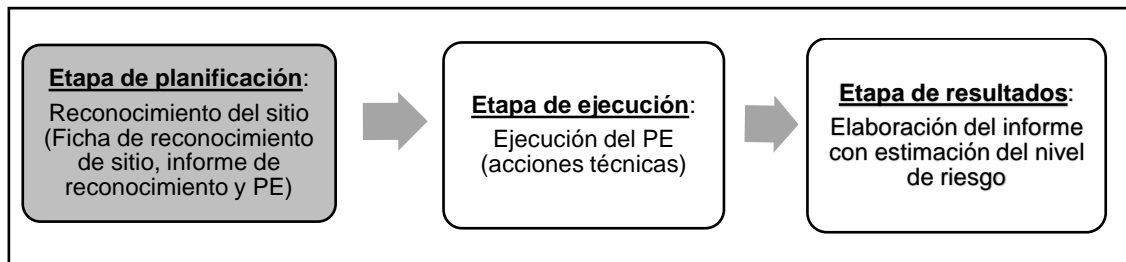 Etapa de planificación:
Reconocimiento del sitio
(Ficha de reconocimiento
de sitio, informe de
reconocimiento y PE)
Etapa de ejecución:
Ejecución del PE
(acciones técnicas)
Etapa de resultados:
Elaboración del informe
con estimación del nivel
de riesgo